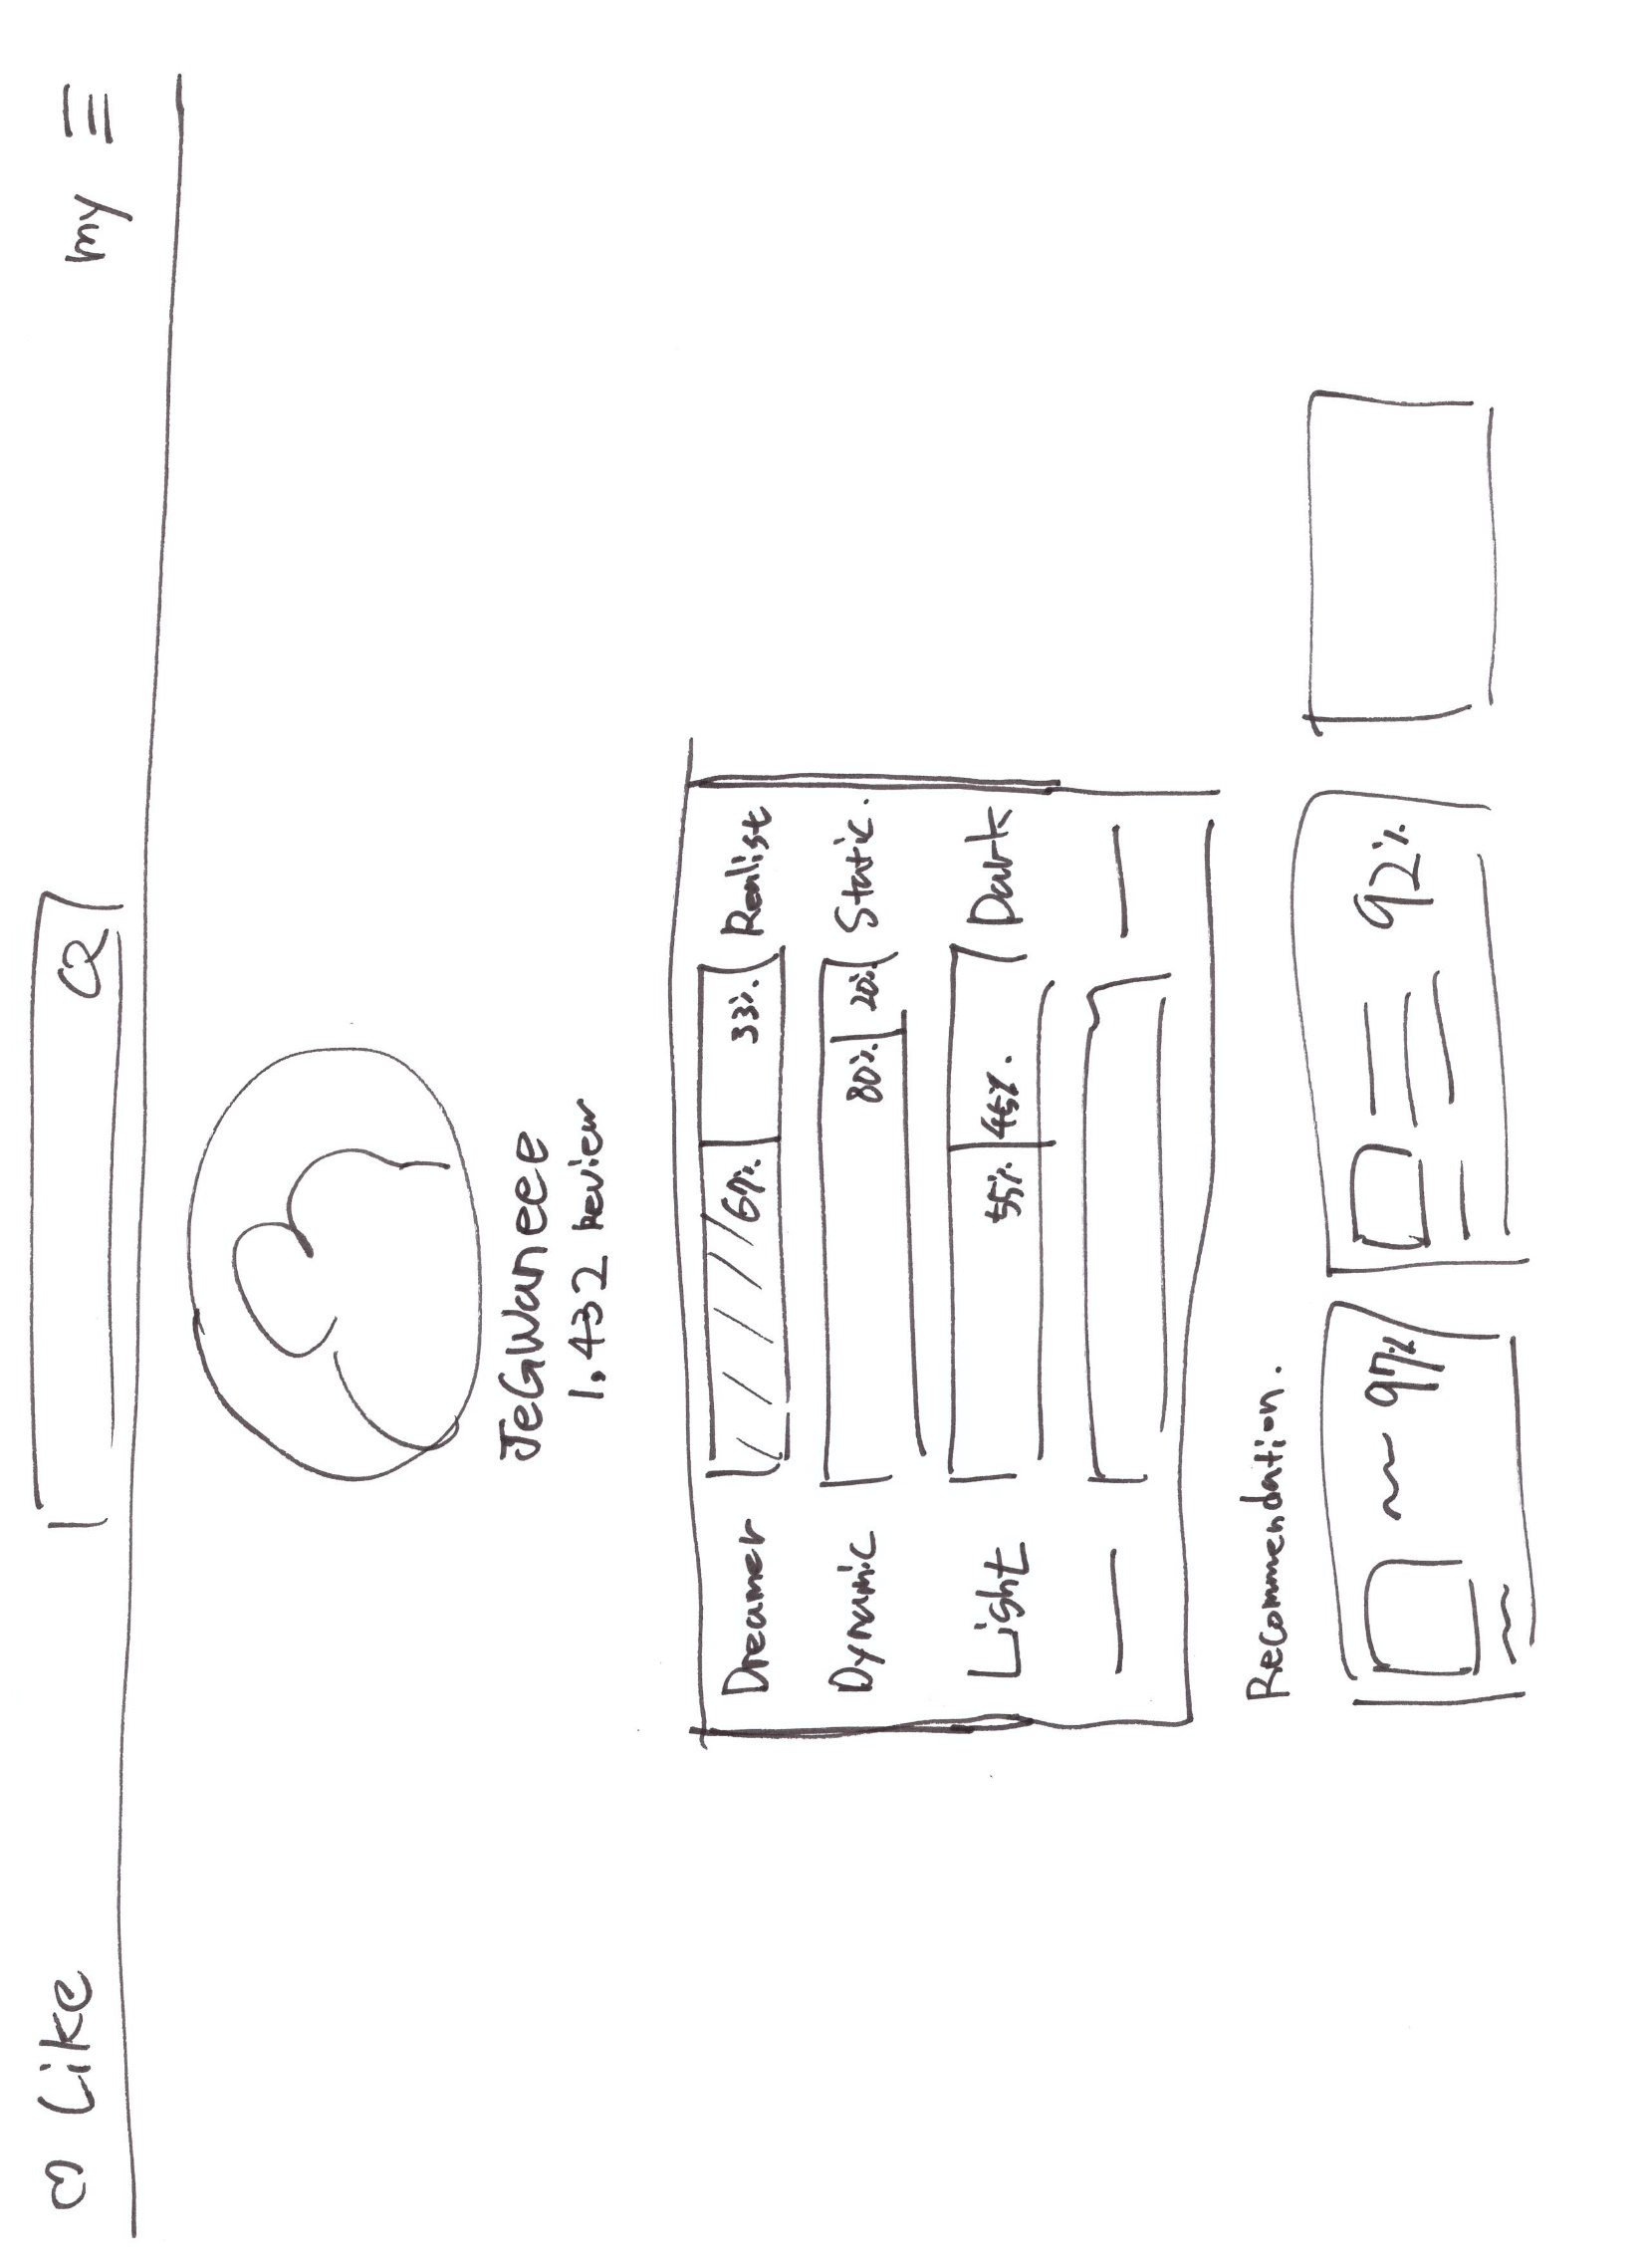 Like my
JeGWanee
1,432 review
Dreamer 67% 33% Realist
Dynamic 80% 20% Static.
Light 55% 45%. Dark
Recommendation.
97% 92%